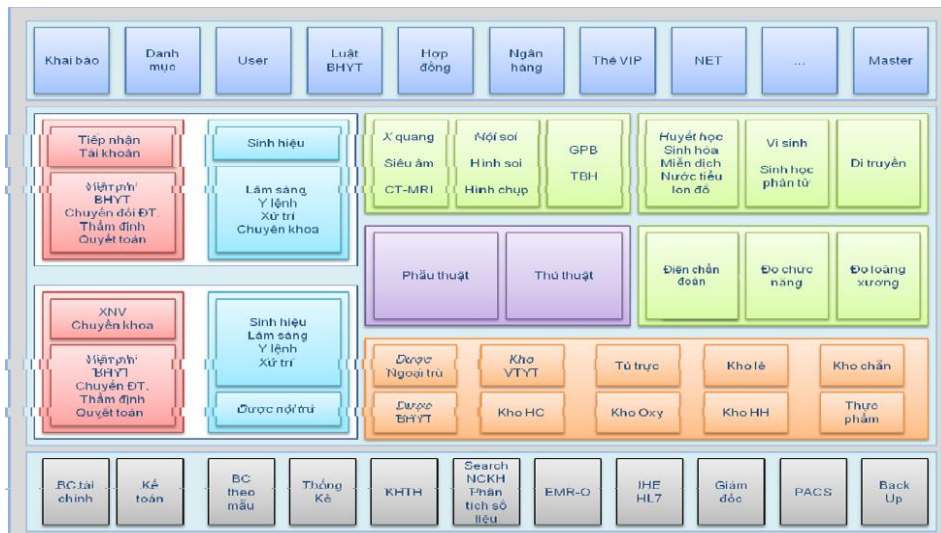 Khai báo
Danh
mục
User
Luật
BHYT
Hợp
đồng
Ngân
hàng
Thẻ VIP
NET
...
Master
Tiếp nhận
Tài khoản
Viện phí
BHYT
Chuyển đổi ĐT.
Thẩm định
Quyết toán
Sinh hiệu
Lâm sàng
Y lệnh
Xử trí
Chuyên khoa
X quang
Siêu âm
CT-MRI
Nội soi
Hình soi
Hình chụp
GPB
TBH
Huyết học
Sinh hóa
Miễn dịch
Nước tiểu
Ion đồ
Vi sinh
Sinh học
phân tử
Di truyền
Phẫu thuật
Thủ thuật
Điện chẩn
đoán
Đo chức
năng
Đo loãng
xương
XNV
Chuyển khoa
Viện phí
BHYT
Chuyển ĐT.
Thẩm định
Quyết toán
Sinh hiệu
Lâm sàng
Y lệnh
Xử trí
Dược nội trú
Dược
Ngoại trú
Kho
VTYT
Tủ trực
Kho lẻ
Kho chẵn
Dược
BHYT
Kho HC
Kho Oxy
Kho HH
Thực
phẩm
BC tài
chính
Kế
toán
BC
theo
mẫu
Thống
Kê
KHTH
Search
NCKH
Phân
tích số
liệu
EMR-O
IHE
HL7
Giám
đốc
PACS
Back
Up